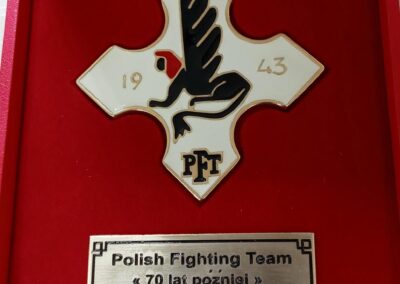 19 43
PFT
Polish Fighting Team
« 70 lat później »